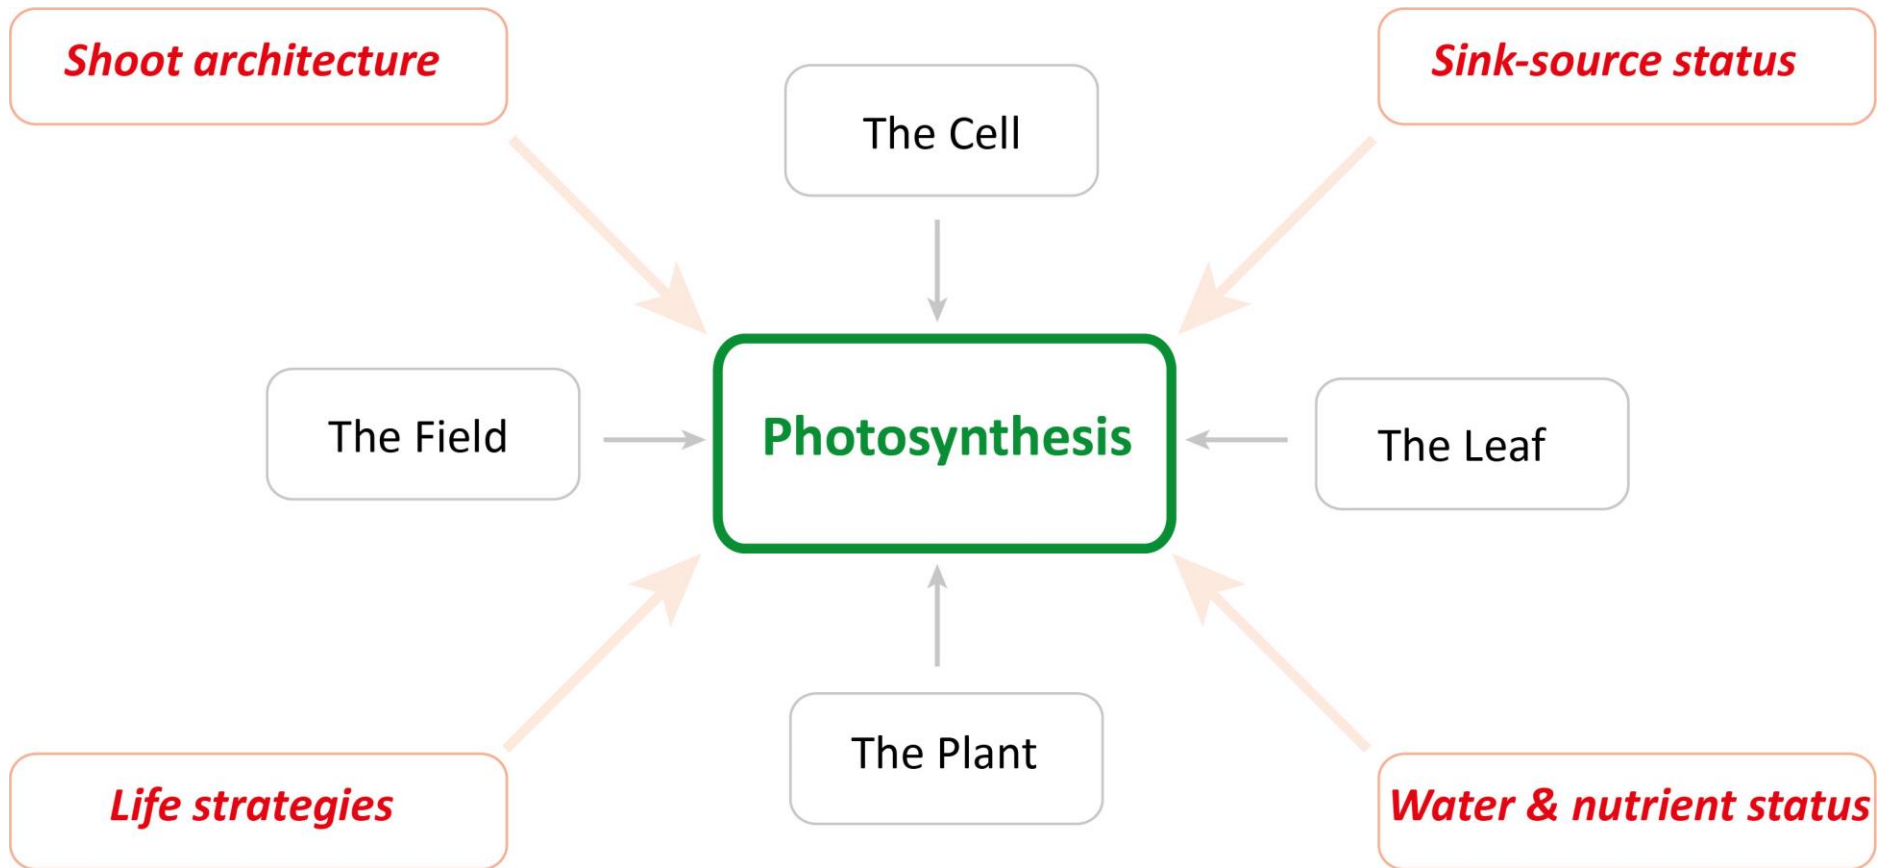 Shoot architecture
Sink-source status
The Cell
The Field
Photosynthesis
The Leaf
The Plant
Life strategies
Water & nutrient status